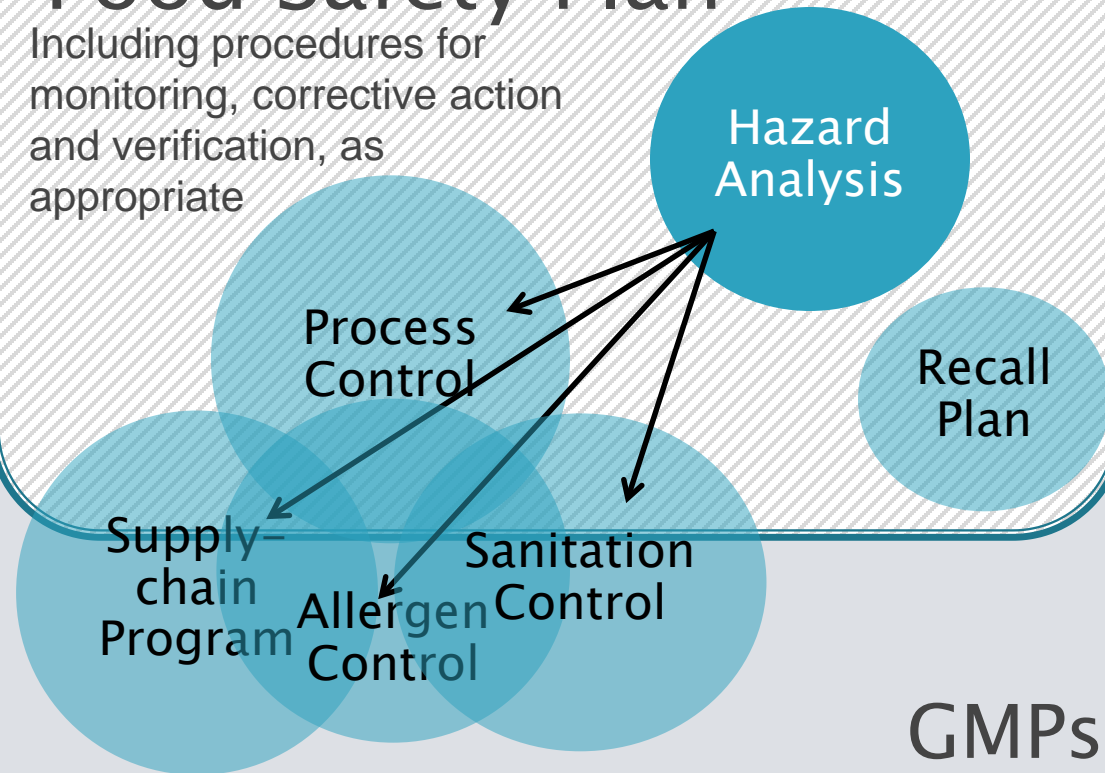 Food Safety Plan
Including procedures for
monitoring, corrective action
and verification, as
appropriate
Hazard
Analysis
Process
Control
Recall
Plan
Supply-
chain
Program
Allergen
Control
Sanitation
Control
GMPs